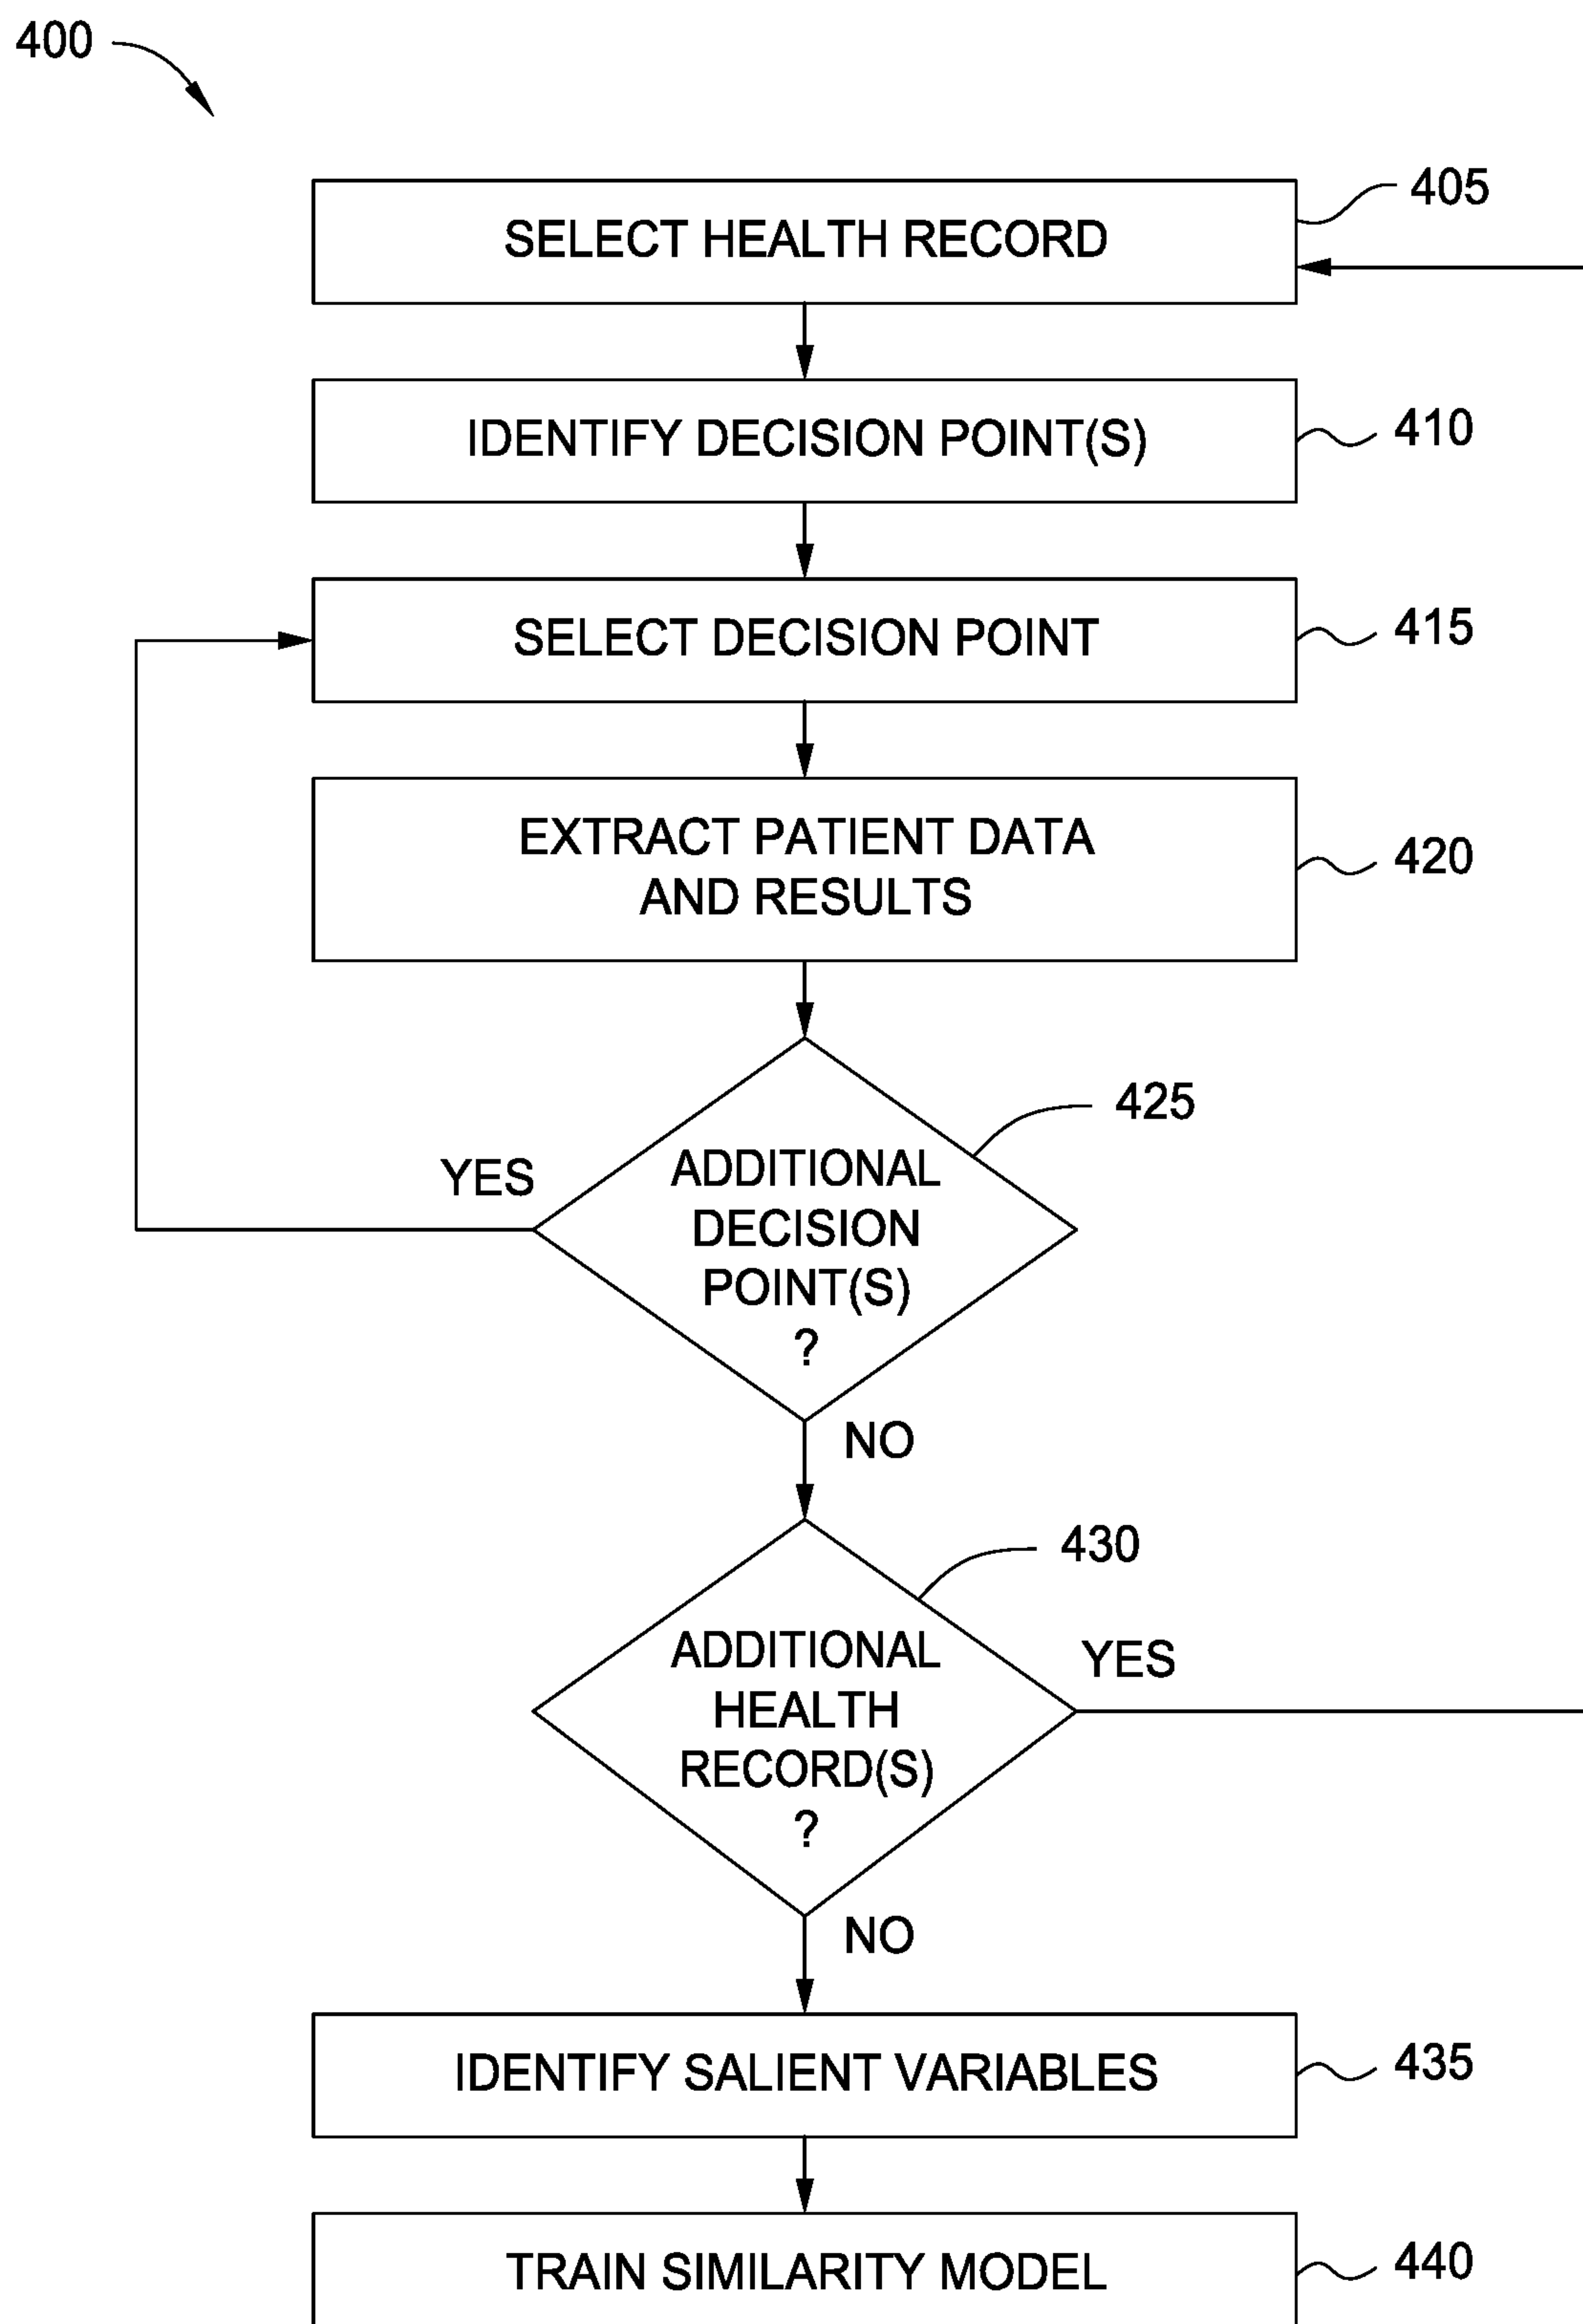 400
SELECT HEALTH RECORD
405
IDENTIFY DECISION POINT(S)
410
SELECT DECISION POINT
415
EXTRACT PATIENT DATA
AND RESULTS
420
425
YES
ADDITIONAL
DECISION
POINT(S)
?
NO
430
ADDITIONAL
HEALTH
RECORD(S)
?
YES
NO
IDENTIFY SALIENT VARIABLES
435
TRAIN SIMILARITY MODEL
440